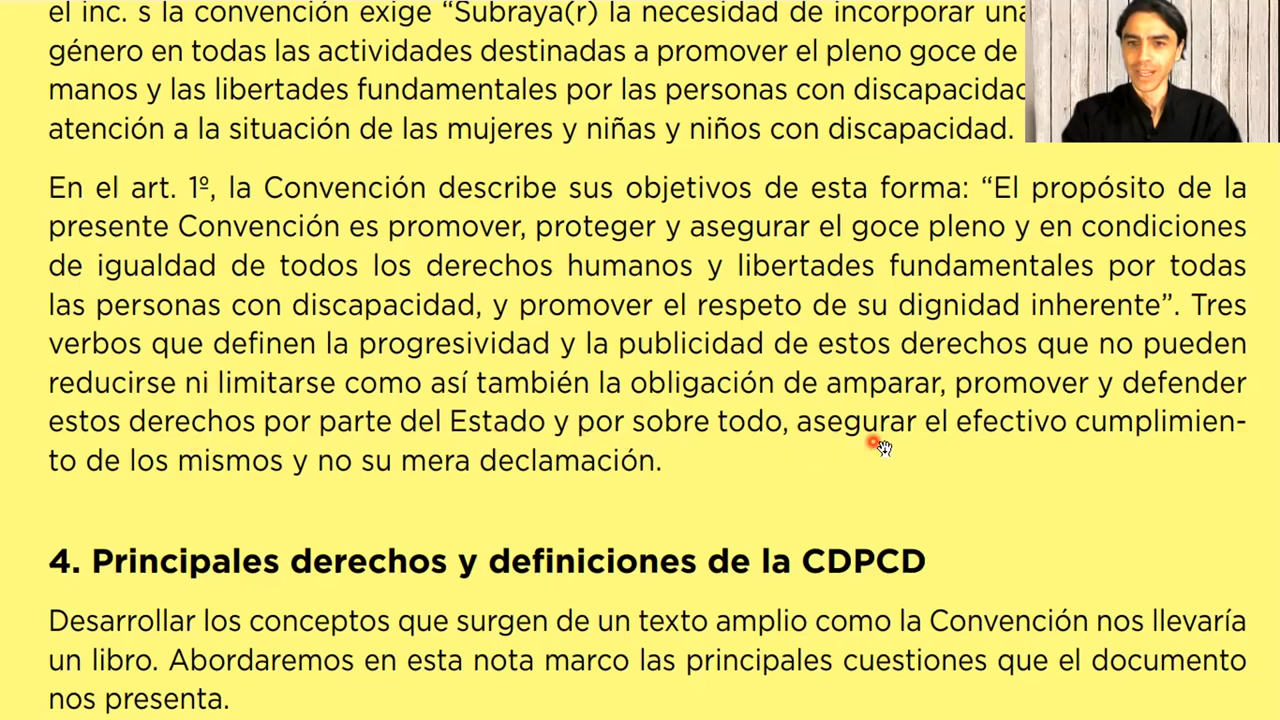 el inc. s la convención exige “Subraya(r) la necesidad de incorporar una
género en todas las actividades destinadas a promover el pleno goce de
manos y las libertades fundamentales por las personas con discapacidad
atención a la situación de las mujeres y niñas y niños con discapacidad.
En el art. 1º, la Convención describe sus objetivos de esta forma: “El propósito de la
presente Convención es promover, proteger y asegurar el goce pleno y en condiciones
de igualdad de todos los derechos humanos y libertades fundamentales por todas
las personas con discapacidad, y promover el respeto de su dignidad inherente”. Tres
verbos que definen la progresividad y la publicidad de estos derechos que no pueden
reducirse ni limitarse como así también la obligación de amparar, promover y defender
estos derechos por parte del Estado y por sobre todo, asegurar el efectivo cumplimien-
to de los mismos y no su mera declamación.
4. Principales derechos y definiciones de la CDPCD
Desarrollar los conceptos que surgen de un texto amplio como la Convención nos llevaría
un libro. Abordaremos en esta nota marco las principales cuestiones que el documento
nos presenta.